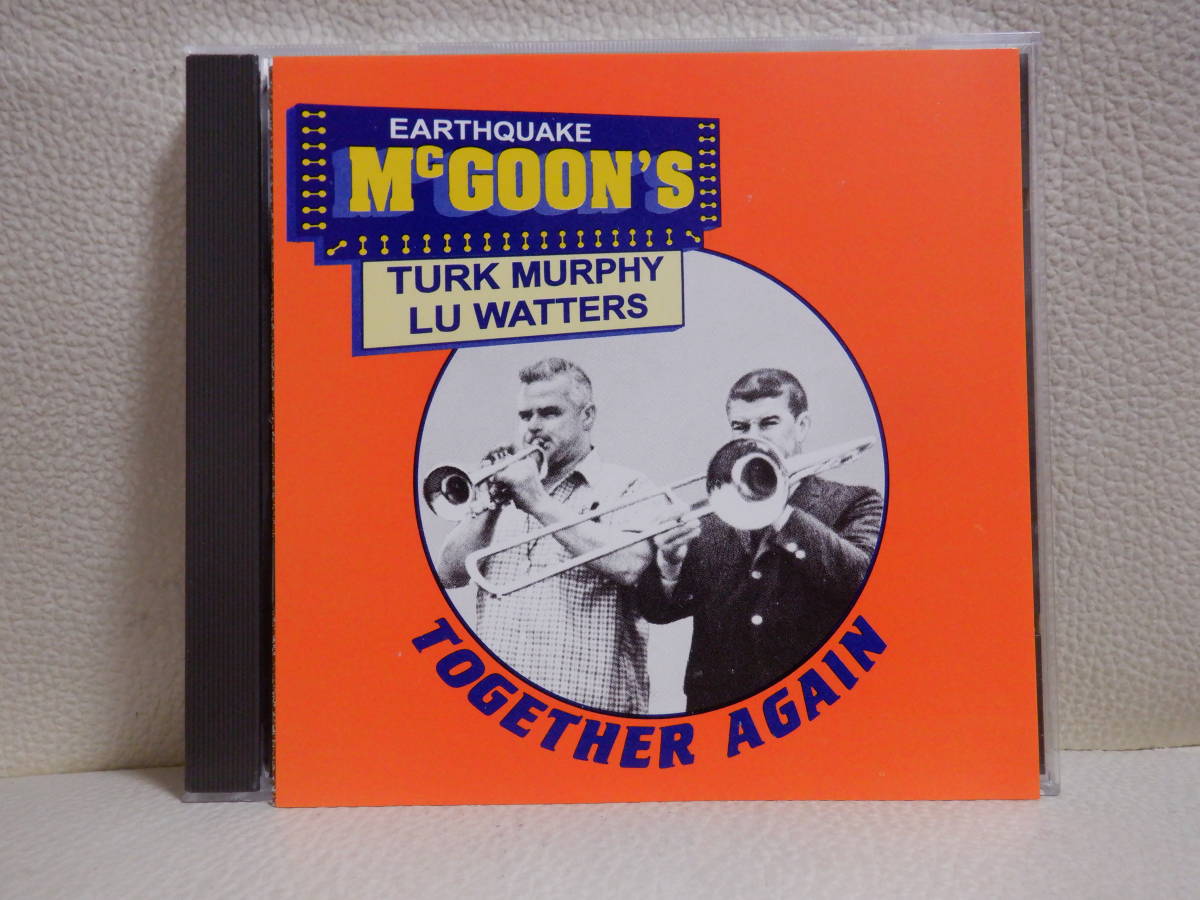 EARTHQUAKE
McGOON'S
TURK MURPHY
LU WATTERS
TOGETHER AGAIN